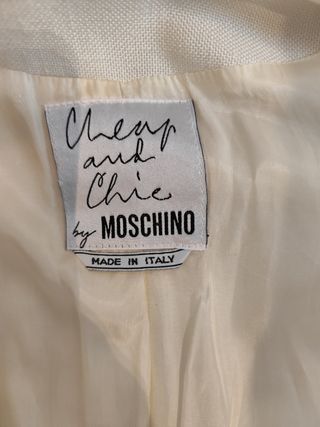 Cheap
and
Chic
by MOSCHINO
MADE IN ITALY